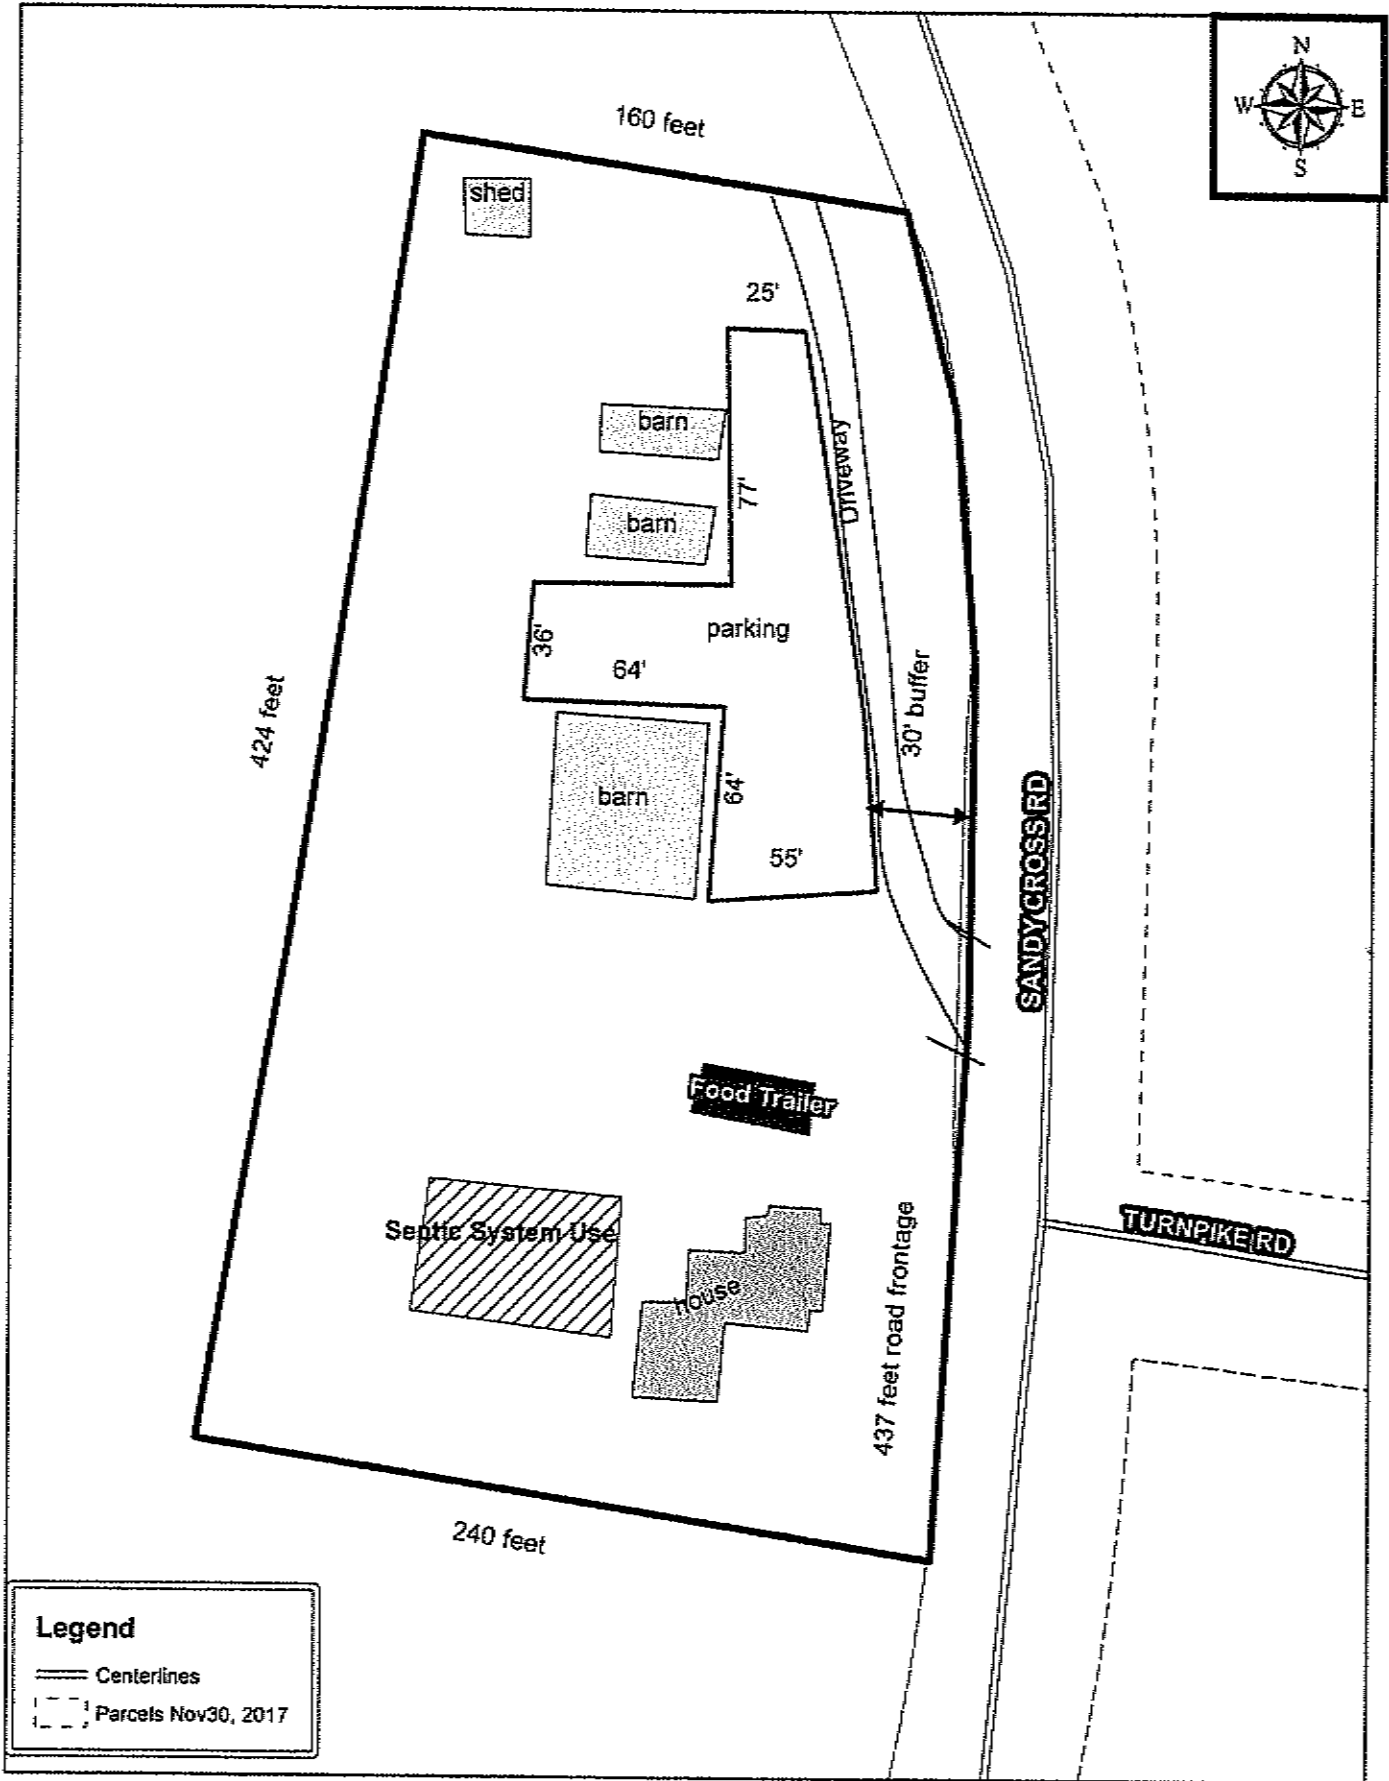 N
W E
S
160 feet
shed
25'
barn
Driveway
77'
barn
parking
36'
64'
30' buffer
424 feet
barn
64'
SANDY CROSS RD
55'
Food Trailer
Septic System Use
TURNPIKE RD
house
437 feet road frontage
240 feet
Legend
Centerlines
Parcels Nov30, 2017